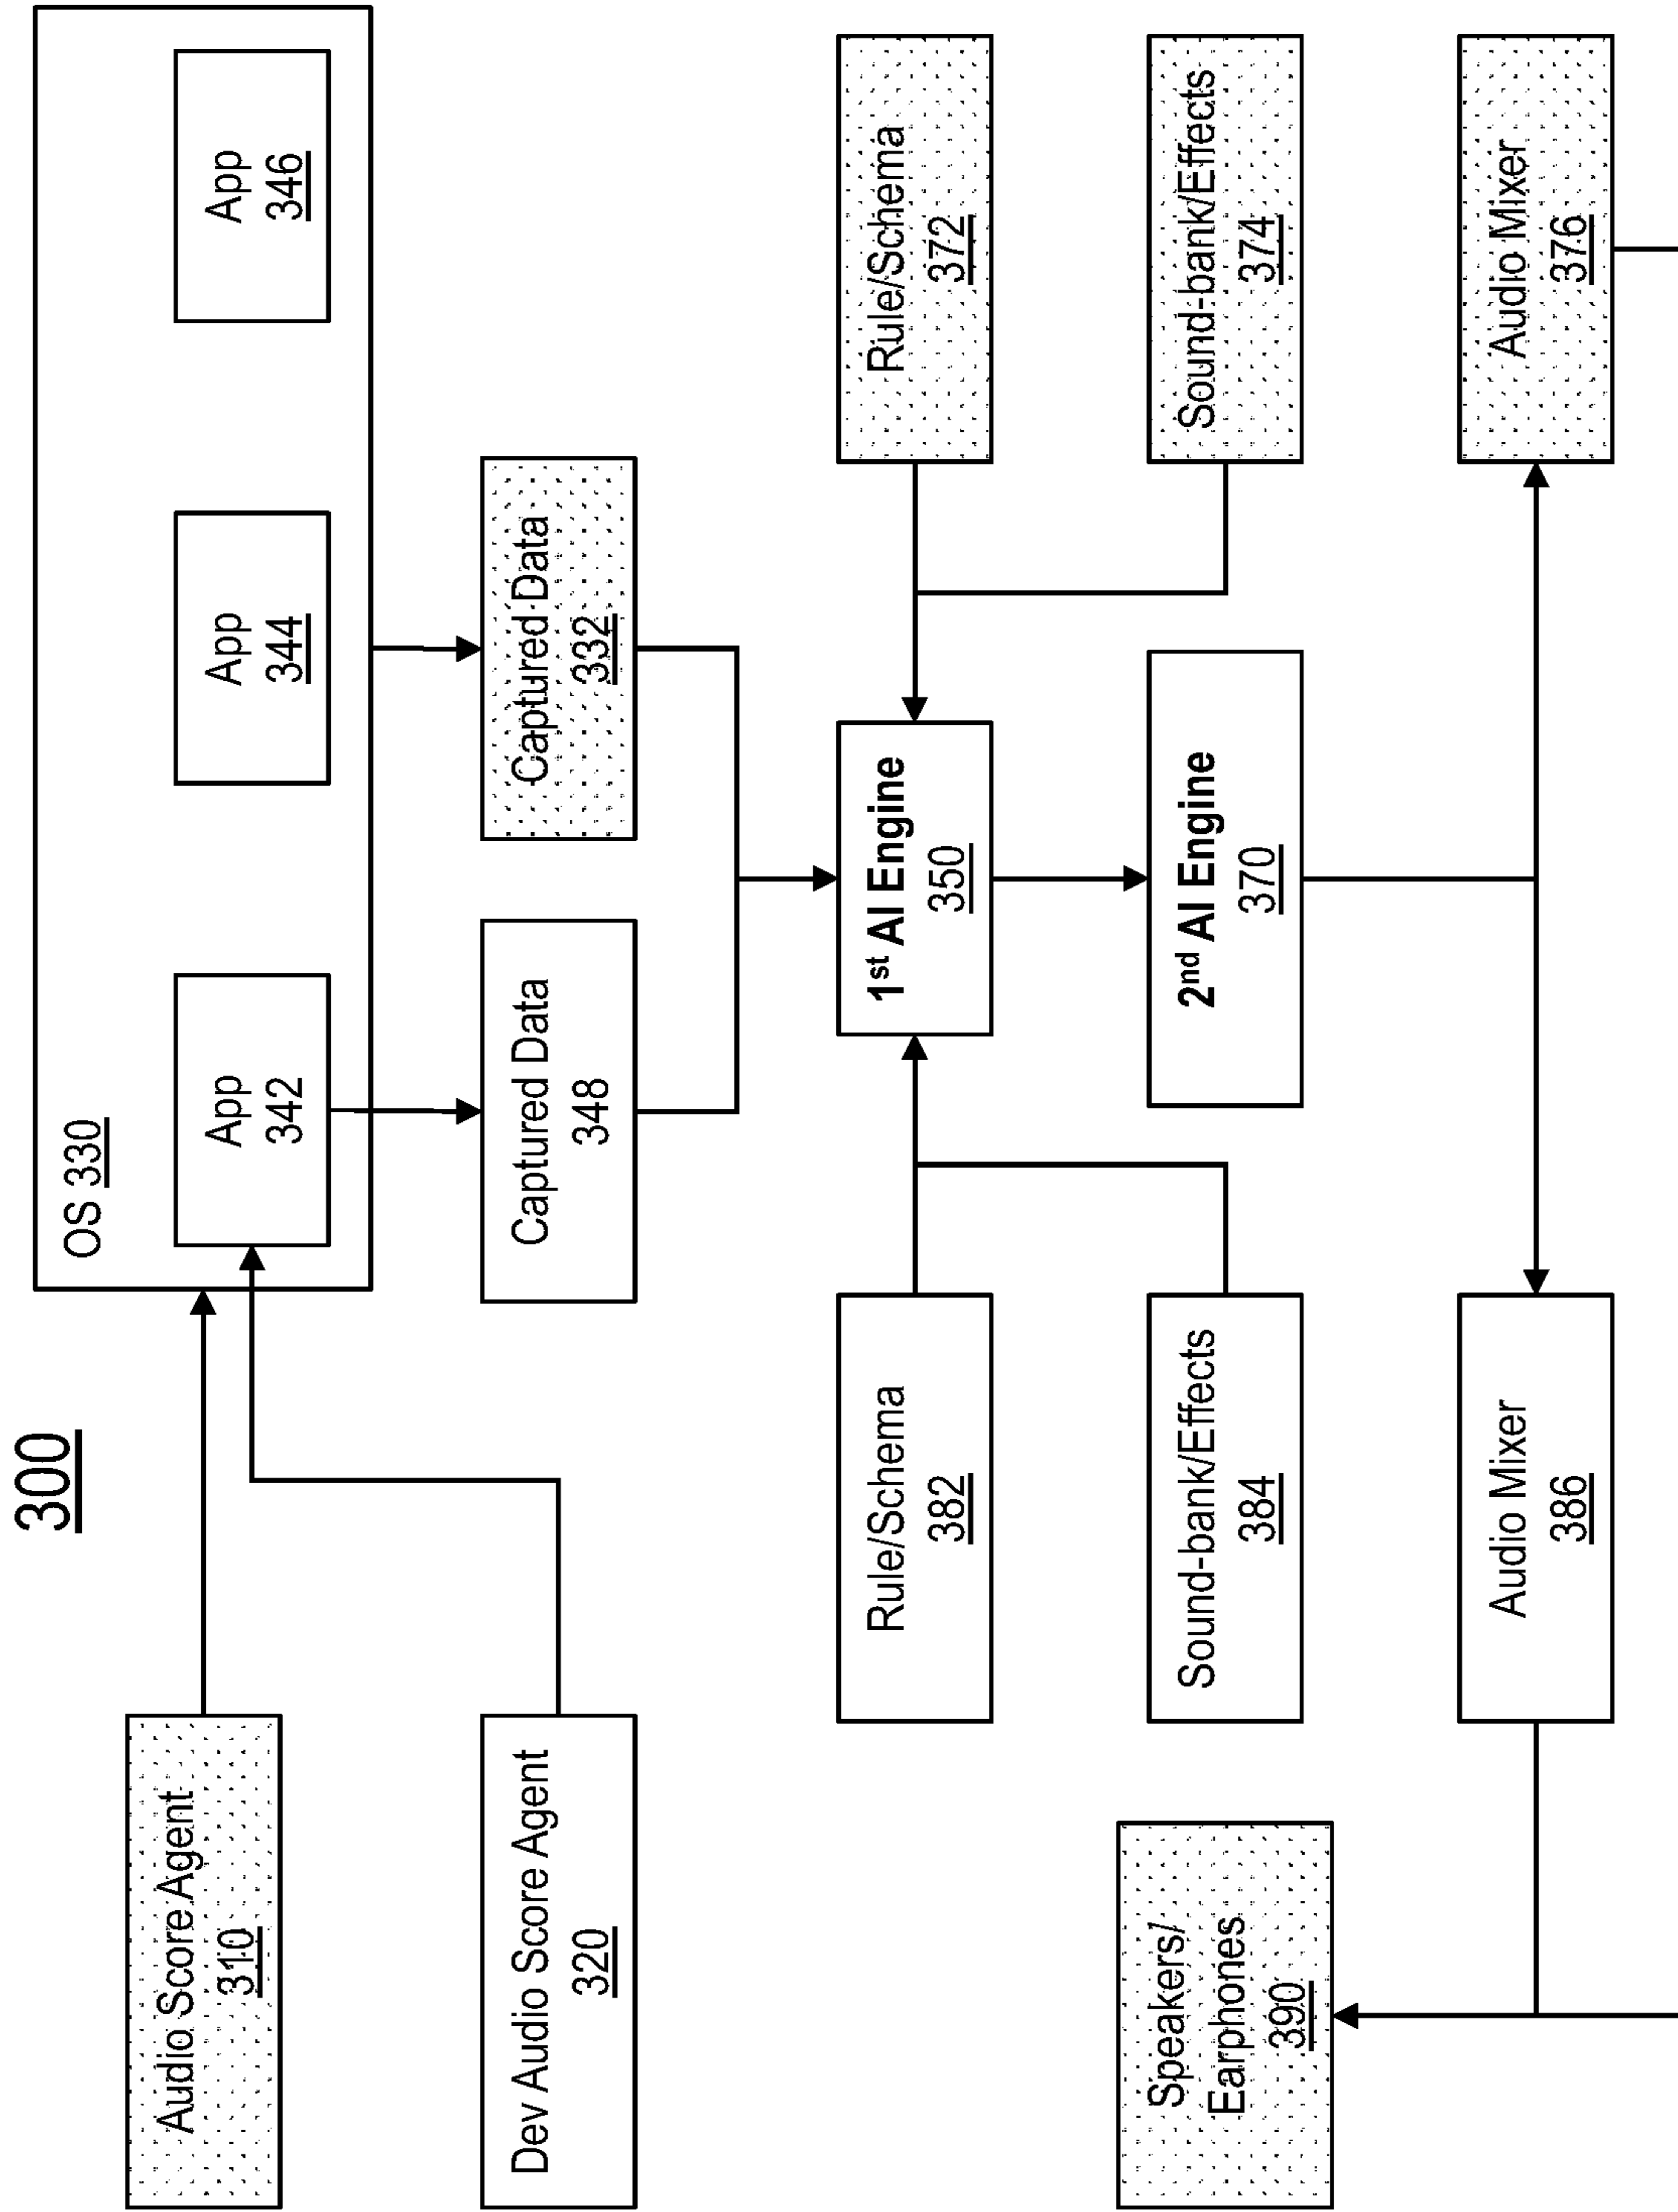 300
Audio Score Agent
310
Dev Audio Score Agent
320
OS 330
App
342
App
344
App
346
Captured Data
348
Captured Data
332
Rule/Schema
382
1st AI Engine
350
Rule/Schema
372
Sound-bank/Effects
384
2nd AI Engine
370
Sound-bank/Effects
374
Speakers/
Earphones
390
Audio Mixer
386
Audio Mixer
376